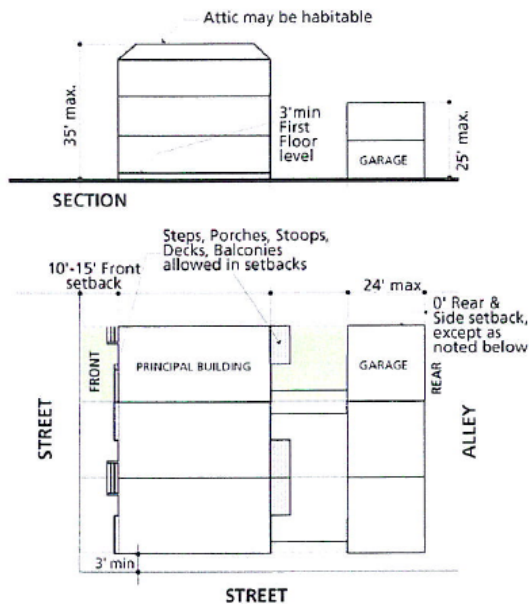 Attic may be habitable
35' max.
3'min
First
Floor
level
25' max.
GARAGE
SECTION
Steps, Porches, Stoops,
Decks, Balconies
allowed in setbacks
10'-15' Front
setback
24' max
0' Rear &
Side setback,
except as
noted below
FRONT
PRINCIPAL BUILDING
GARAGE
REAR
STREET
ALLEY
3' min
STREET